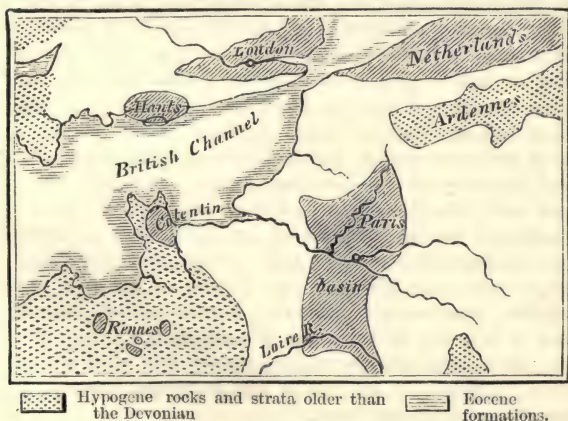 London
Netherlands
Hants
Ardennes
British Channel
Cotentin
Paris
basin
Rennes
Loire R.
Hypogene rocks and strata older than
the Devonian
Eocene
formations.